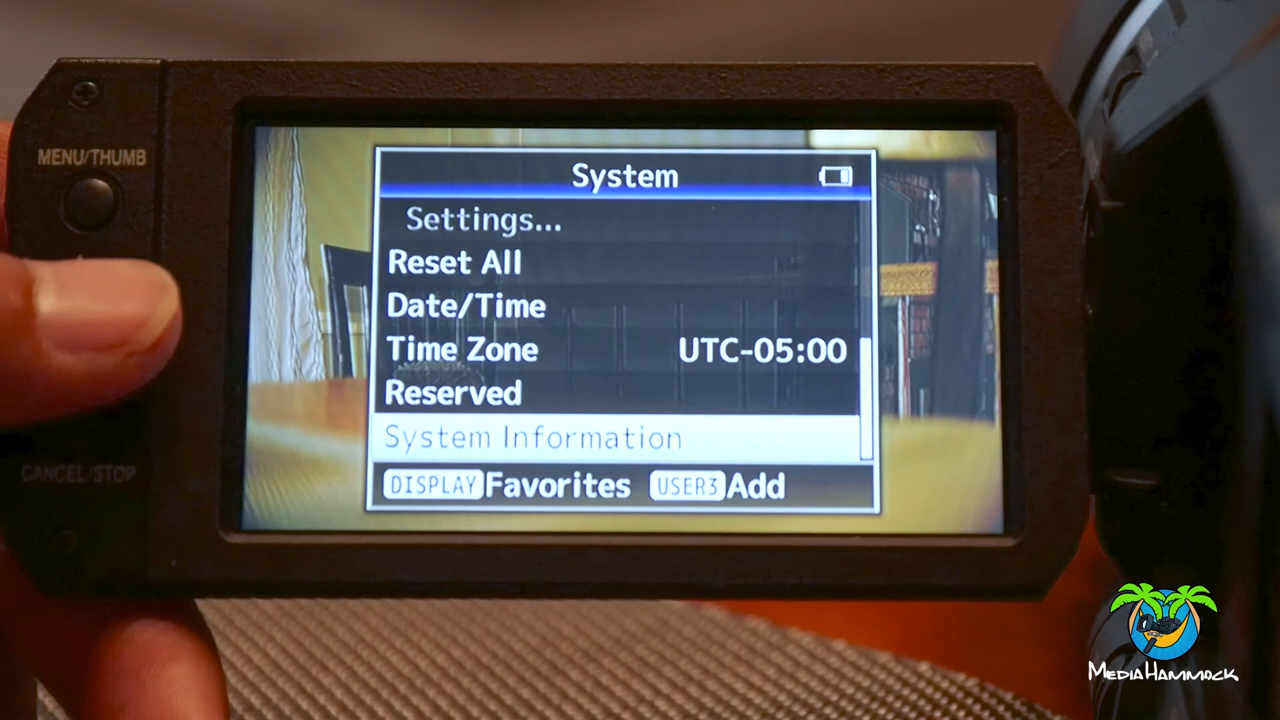 MENU/THUMB
System
Settings...
Reset All
Date/Time
Time Zone UTC-05:00
Reserved
System Information
CANCEL/STOP
DISPLAY Favorites USER3 Add
MEDIAHAMMOCK